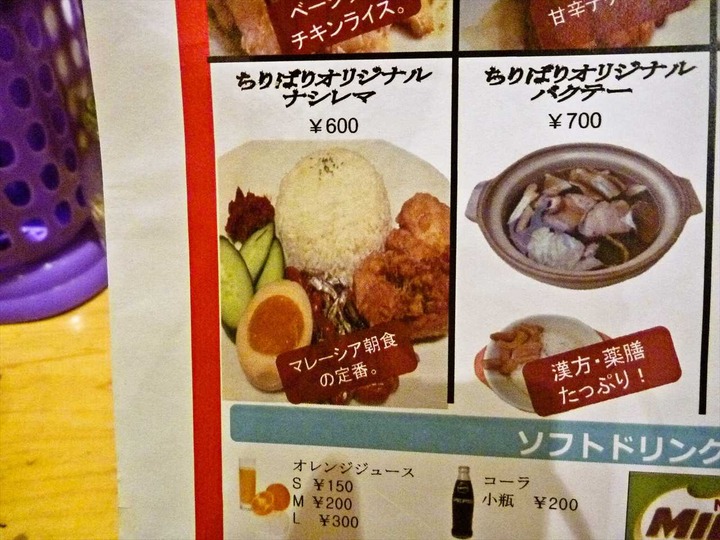 チキンライス。
ちりばりオリジナル
ナシレマ
￥600
マレーシア朝食
の定番。
ちりばりオリジナル
バクテー
￥700
漢方・薬膳
たっぷり！
ソフトドリンク
オレンジジュース
S ￥150
M ￥200
L ￥300
コーラ
小瓶 ￥200